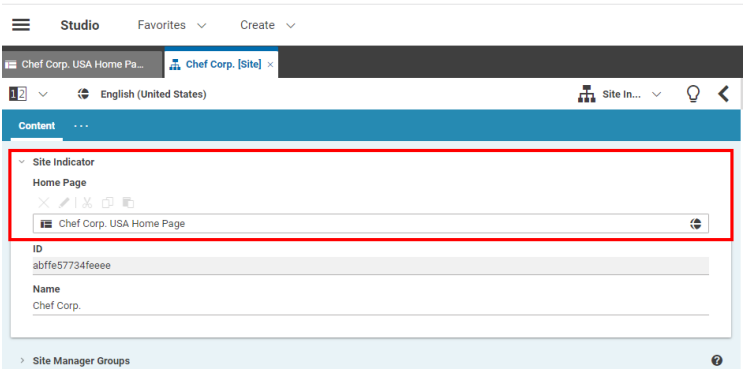 Studio Favorites Create
Chef Corp. USA Home Pa... Chef Corp. [Site] ×
12 English (United States) Site In...
Content ...
Site Indicator
Home Page
Chef Corp. USA Home Page
ID
abffe57734feeee
Name
Chef Corp.
Site Manager Groups ?